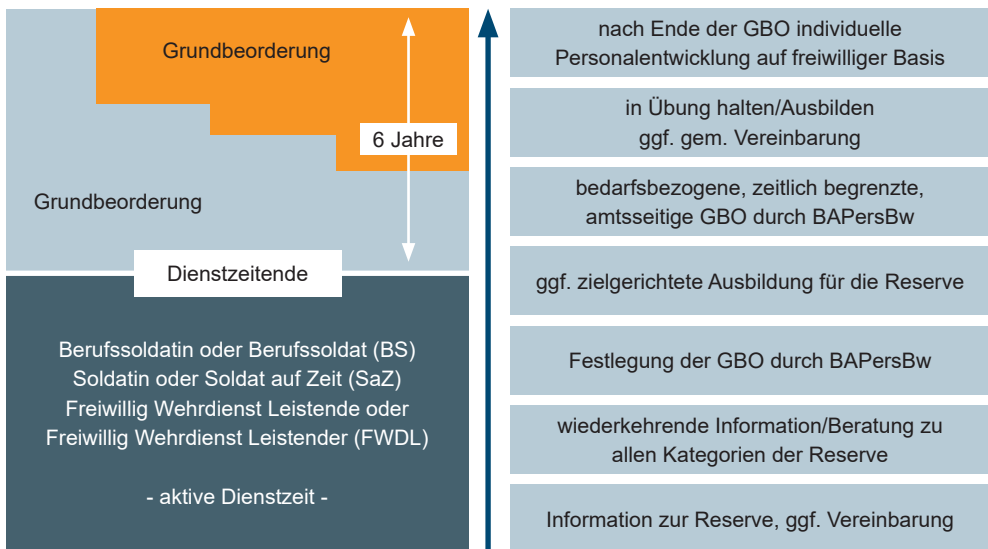 Grundbeorderung
6 Jahre
Grundbeorderung
Dienstzeitende
Berufssoldatin oder Berufssoldat (BS)
Soldatin oder Soldat auf Zeit (SaZ)
Freiwillig Wehrdienst Leistende oder
Freiwillig Wehrdienst Leistender (FWDL)
- aktive Dienstzeit -
nach Ende der GBO individuelle
Personalentwicklung auf freiwilliger Basis
in Übung halten/Ausbilden
ggf. gem. Vereinbarung
bedarfsbezogene, zeitlich begrenzte,
amtsseitige GBO durch BAPersBw
ggf. zielgerichtete Ausbildung für die Reserve
Festlegung der GBO durch BAPersBw
wiederkehrende Information/Beratung zu
allen Kategorien der Reserve
Information zur Reserve, ggf. Vereinbarung